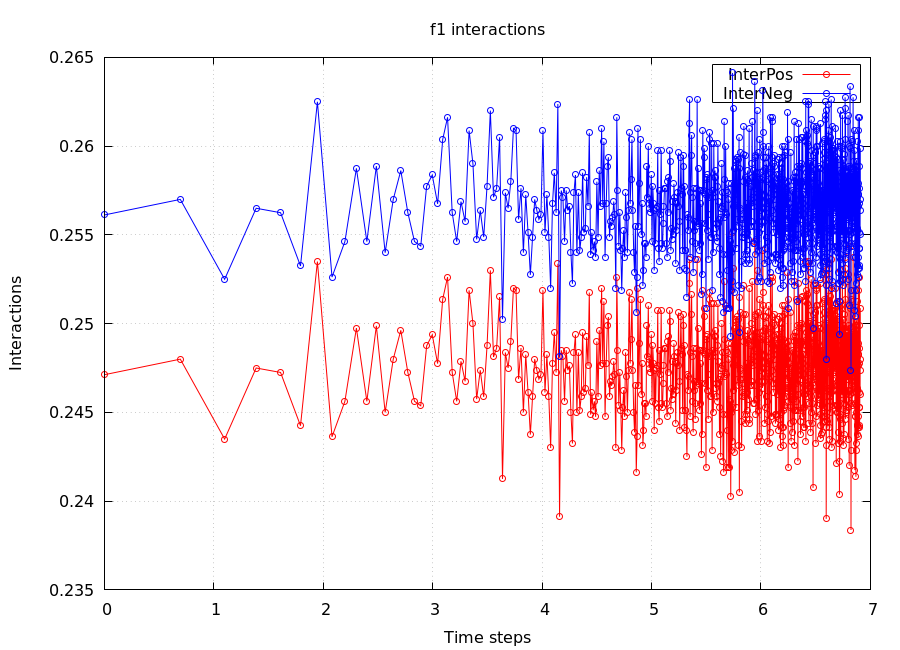 f1 interactions
0.265
InterPos
InterNeg
0.26
0.255
0.25
0.245
0.24
0.235
Interactions
0 1 2 3 4 5 6 7
Time steps